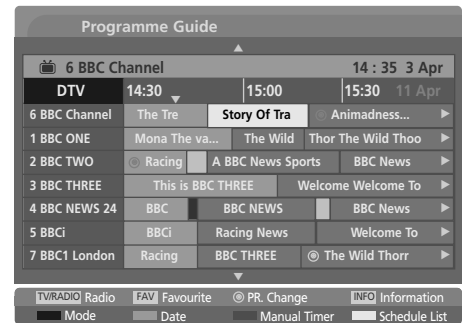 Programme Guide
6 BBC Channel 14 : 35 3 Apr
DTV 14:30 15:00 15:30 11 Apr
6 BBC Channel The Tre Story Of Tra Animadness...
1 BBC ONE Mona The va... The Wild Thor The Wild Thoo
2 BBC TWO Racing A BBC News Sports BBC News
3 BBC THREE This is BBC THREE Welcome Welcome To
4 BBC NEWS 24 BBC BBC NEWS BBC News
5 BBCi BBCi Racing News Welcome To
7 BBC1 London Racing BBC THREE The Wild Thorr
TV/RADIO Radio FAV Favourite PR. Change INFO Information
Mode Date Manual Timer Schedule List